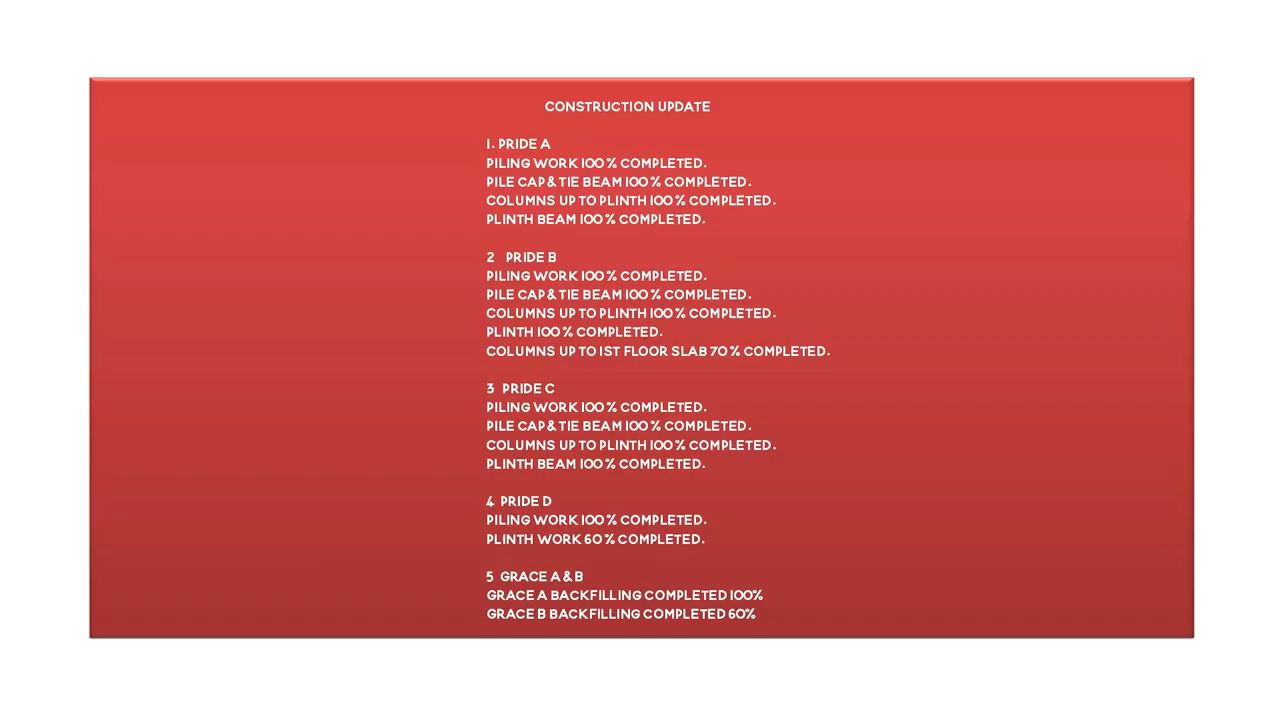 CONSTRUCTION UPDATE
1. PRIDE A
PILING WORK 100% COMPLETED.
PILE CAP & TIE BEAM 100% COMPLETED.
COLUMNS UP TO PLINTH 100% COMPLETED.
PLINTH BEAM 100% COMPLETED.
2 PRIDE B
PILING WORK 100% COMPLETED.
PILE CAP & TIE BEAM 100% COMPLETED.
COLUMNS UP TO PLINTH 100% COMPLETED.
PLINTH 100% COMPLETED.
COLUMNS UP TO 1ST FLOOR SLAB 70% COMPLETED.
3 PRIDE C
PILING WORK 100% COMPLETED.
PILE CAP & TIE BEAM 100% COMPLETED.
COLUMNS UP TO PLINTH 100% COMPLETED.
PLINTH BEAM 100% COMPLETED.
4 PRIDE D
PILING WORK 100% COMPLETED.
PLINTH WORK 60% COMPLETED.
5 GRACE A & B
GRACE A BACKFILLING COMPLETED 100%
GRACE B BACKFILLING COMPLETED 60%